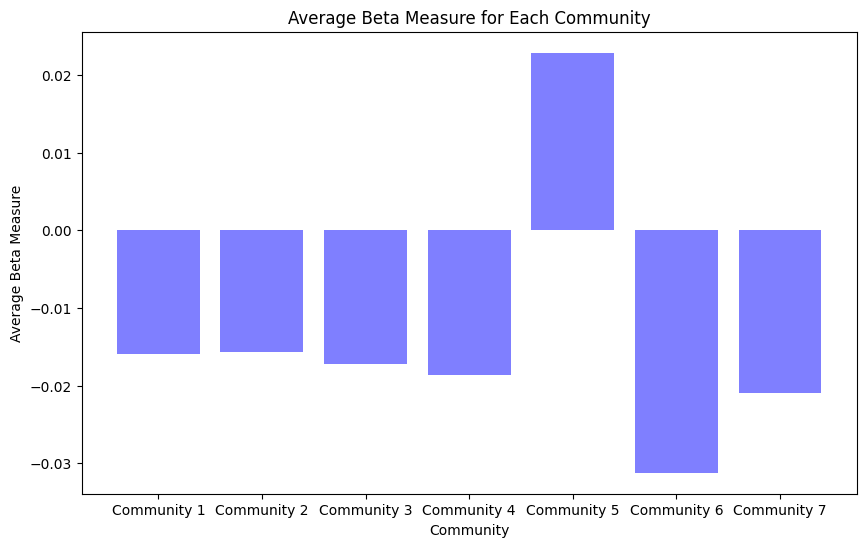 Average Beta Measure for Each Community
Average Beta Measure
0.02
0.01
0.00
−0.01
−0.02
−0.03
Community 1 Community 2 Community 3 Community 4 Community 5 Community 6 Community 7
Community